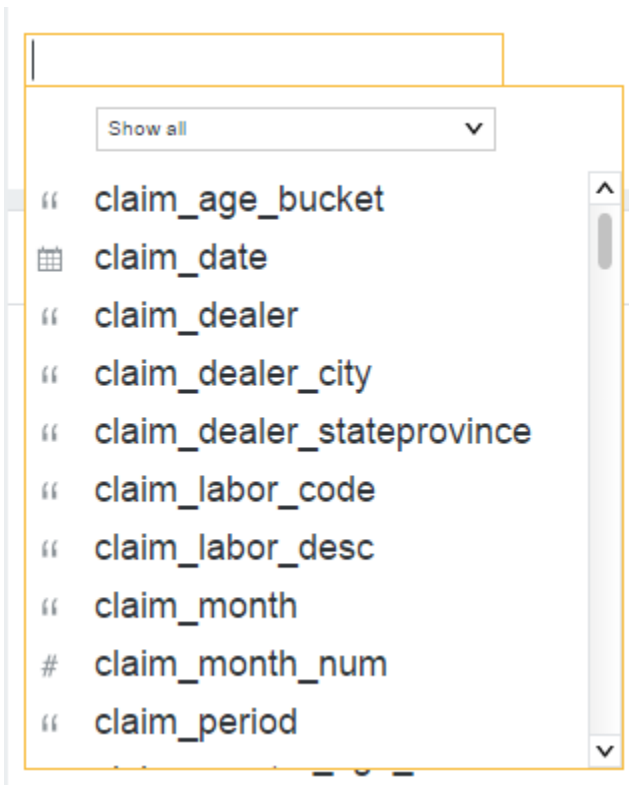 Show all
“ claim_age_bucket
claim_date
“ claim_dealer
“ claim_dealer_city
“ claim_dealer_stateprovince
“ claim_labor_code
“ claim_labor_desc
“ claim_month
# claim_month_num
“ claim_period